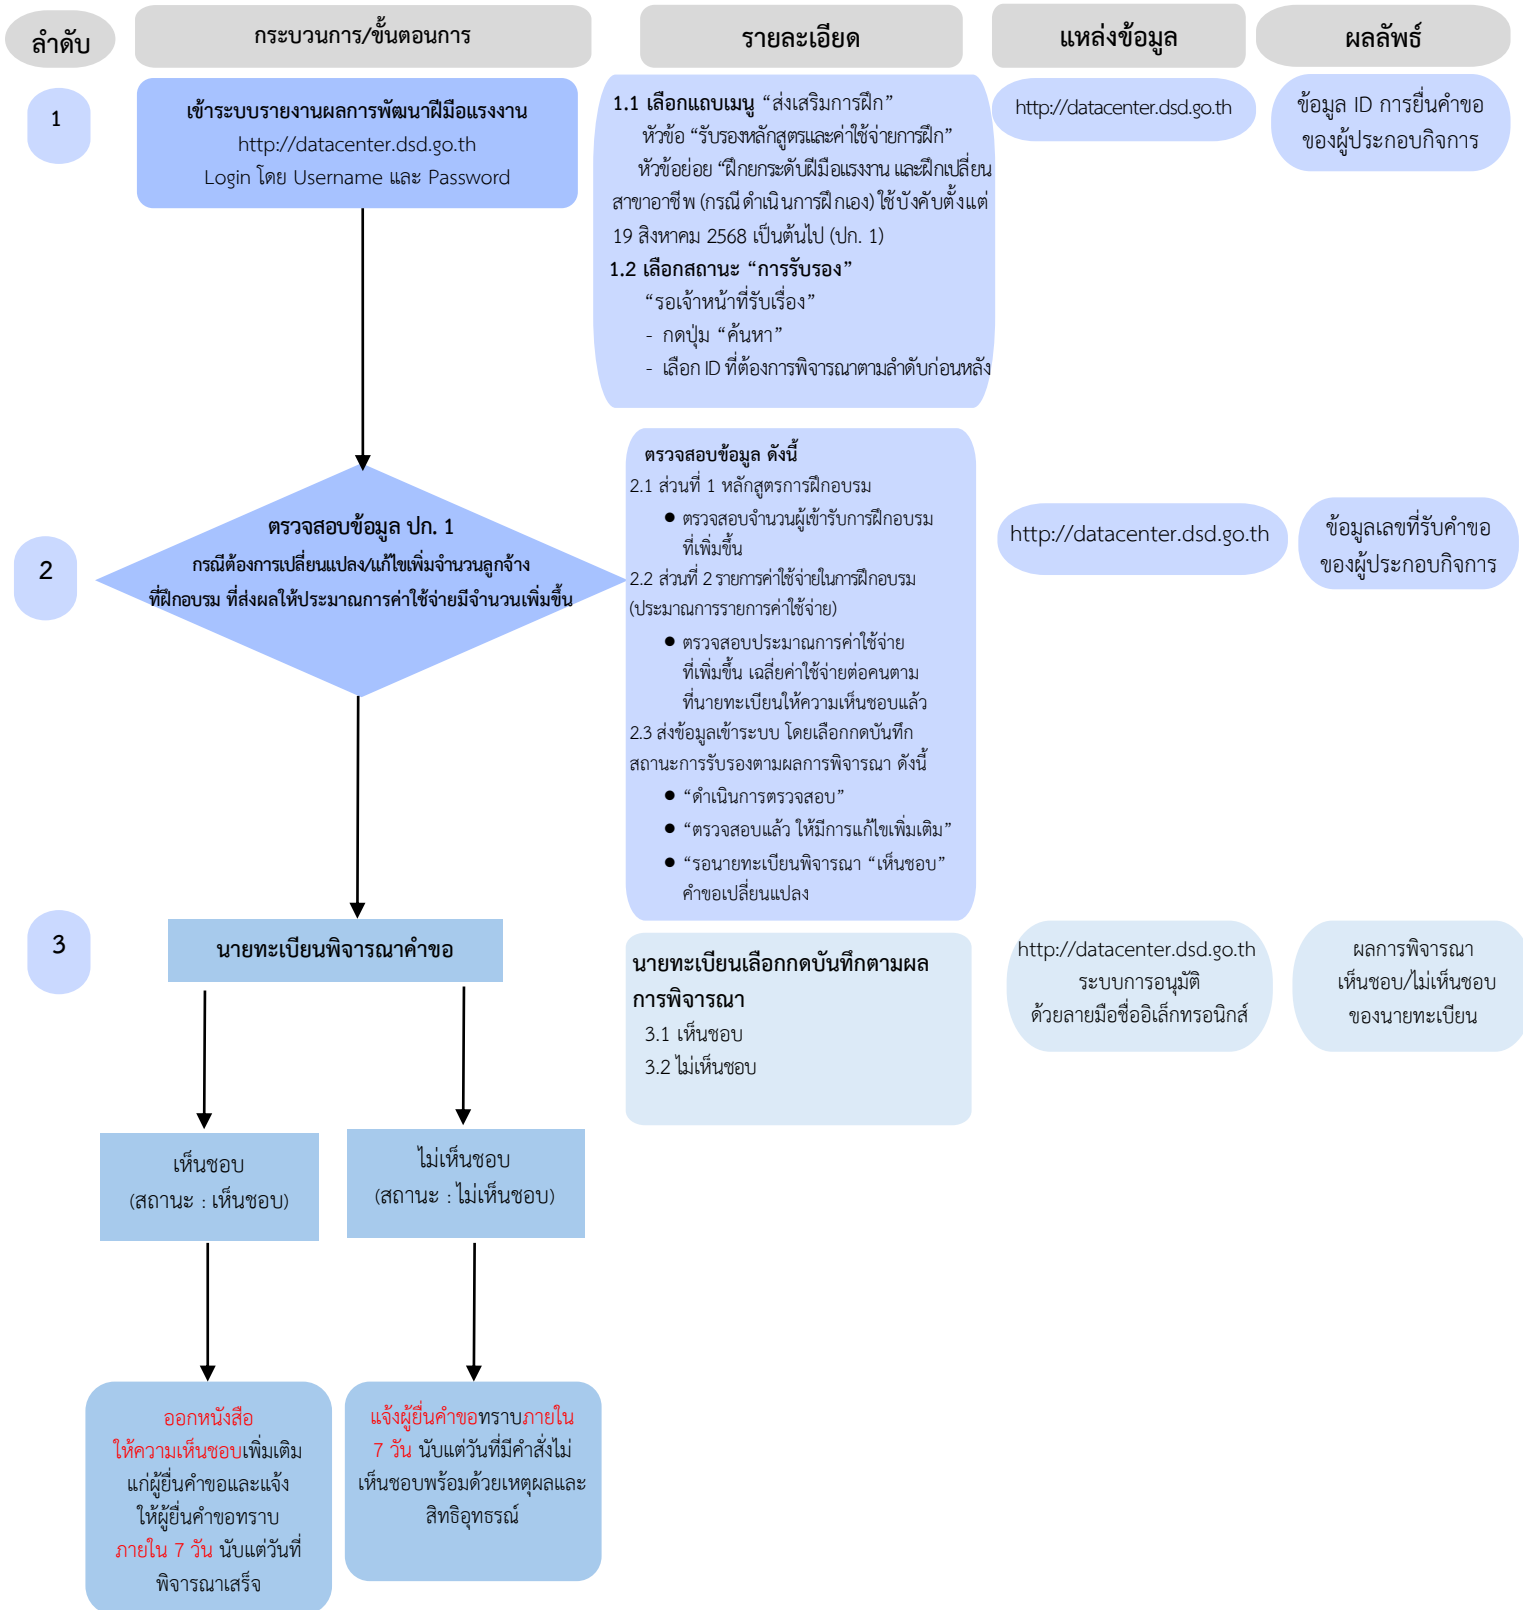 ลำดับ
กระบวนการ/ขั้นตอนการ
รายละเอียด
แหล่งข้อมูล
ผลลัพธ์
1
เข้าระบบรายงานผลการพัฒนาฝีมือแรงงาน
http://datacenter.dsd.go.th
Login โดย Username และ Password
1.1 เลือกแถบเมนู “ส่งเสริมการฝึก”
หัวข้อ “รับรองหลักสูตรและค่าใช้จ่ายการฝึก”
หัวข้อย่อย “ฝึกยกระดับฝีมือแรงงาน และฝึกเปลี่ยน
สาขาอาชีพ (กรณีดำเนินการฝึกเอง) ใช้บังคับตั้งแต่
19 สิงหาคม 2568 เป็นต้นไป (ปก. 1)
1.2 เลือกสถานะ “การรับรอง”
“รอเจ้าหน้าที่รับเรื่อง”
- กดปุ่ม “ค้นหา”
- เลือก ID ที่ต้องการพิจารณาตามลำดับก่อนหลัง
http://datacenter.dsd.go.th
ข้อมูล ID การยื่นคำขอ
ของผู้ประกอบกิจการ
2
ตรวจสอบข้อมูล ปก. 1
กรณีต้องการเปลี่ยนแปลง/แก้ไขเพิ่มจำนวนลูกจ้าง
ที่ฝึกอบรม ที่ส่งผลให้ประมาณการค่าใช้จ่ายมีจำนวนเพิ่มขึ้น
ตรวจสอบข้อมูล ดังนี้
2.1 ส่วนที่ 1 หลักสูตรการฝึกอบรม
● ตรวจสอบจำนวนผู้เข้ารับการฝึกอบรม
ที่เพิ่มขึ้น
2.2 ส่วนที่ 2 รายการค่าใช้จ่ายในการฝึกอบรม
(ประมาณการรายการค่าใช้จ่าย)
● ตรวจสอบประมาณการค่าใช้จ่าย
ที่เพิ่มขึ้น เฉลี่ยค่าใช้จ่ายต่อคนตาม
ที่นายทะเบียนให้ความเห็นชอบแล้ว
2.3 ส่งข้อมูลเข้าระบบ โดยเลือกกดบันทึก
สถานะการรับรองตามผลการพิจารณา ดังนี้
● “ดำเนินการตรวจสอบ”
● “ตรวจสอบแล้ว ให้มีการแก้ไขเพิ่มเติม”
● “รอนายทะเบียนพิจารณา “เห็นชอบ”
คำขอเปลี่ยนแปลง
http://datacenter.dsd.go.th
ข้อมูลเลขที่รับคำขอ
ของผู้ประกอบกิจการ
3
นายทะเบียนพิจารณาคำขอ
นายทะเบียนเลือกกดบันทึกตามผล
การพิจารณา
3.1 เห็นชอบ
3.2 ไม่เห็นชอบ
http://datacenter.dsd.go.th
ระบบการอนุมัติ
ด้วยลายมือชื่ออิเล็กทรอนิกส์
ผลการพิจารณา
เห็นชอบ/ไม่เห็นชอบ
ของนายทะเบียน
เห็นชอบ
(สถานะ : เห็นชอบ)
ไม่เห็นชอบ
(สถานะ : ไม่เห็นชอบ)
ออกหนังสือ
ให้ความเห็นชอบเพิ่มเติม
แก่ผู้ยื่นคำขอและแจ้ง
ให้ผู้ยื่นคำขอทราบ
ภายใน 7 วัน นับแต่วันที่
พิจารณาเสร็จ
แจ้งผู้ยื่นคำขอทราบภายใน
7 วัน นับแต่วันที่มีคำสั่งไม่
เห็นชอบพร้อมด้วยเหตุผลและ
สิทธิอุทธรณ์